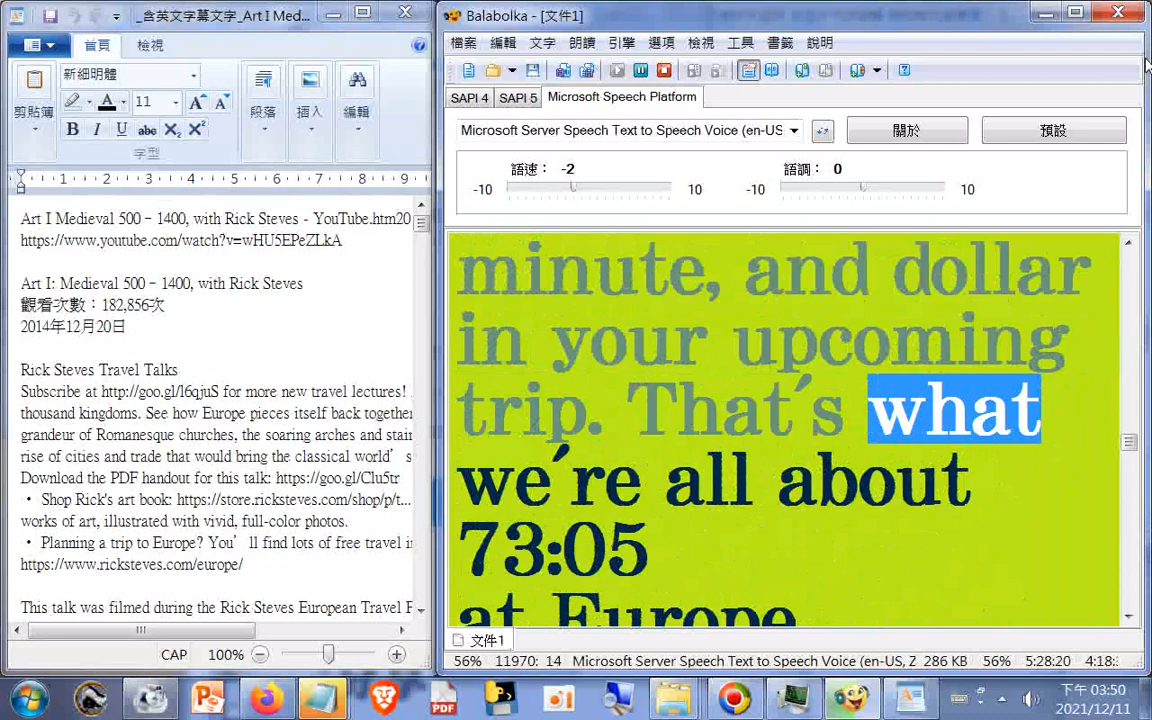 _含英文字幕文字_Art I Med...
首頁
檢視
新細明體
11
剪貼簿
B I U abc X₂ X²
段落
插入
編輯
字型
1 2 3 4 5 6 7 8 9
Art I Medieval 500 – 1400, with Rick Steves - YouTube.htm20
https://www.youtube.com/watch?v=wHU5EPeZLkA
Art I: Medieval 500 – 1400, with Rick Steves
觀看次數：182,856次
2014年12月20日
Rick Steves Travel Talks
Subscribe at http://goo.gl/l6qjuS for more new travel lectures!
thousand kingdoms. See how Europe pieces itself back together
grandeur of Romanesque churches, the soaring arches and stai
rise of cities and trade that would bring the classical world's
Download the PDF handout for this talk: https://goo.gl/Clu5tr
• Shop Rick's art book: https://store.ricksteves.com/shop/p/t...
works of art, illustrated with vivid, full-color photos.
• Planning a trip to Europe? You'll find lots of free travel i
https://www.ricksteves.com/europe/
This talk was filmed during the Rick Steves European Travel F
CAP 100%
Balabolka - [文件1]
檔案 編輯 文字 朗讀 引擎 選項 檢視 工具 書籤 說明
SAPI 4 SAPI 5 Microsoft Speech Platform
Microsoft Server Speech Text to Speech Voice (en-US
關於
預設
語速： -2
語調： 0
-10 10 -10 10
minute, and dollar
in your upcoming
trip. That's what
we're all about
73:05
at Europe
文件1
56% 11970: 14 Microsoft Server Speech Text to Speech Voice (en-US, Z 286 KB 56% 5:28:20 4:18:
PDF
下午 03:50
2021/12/11